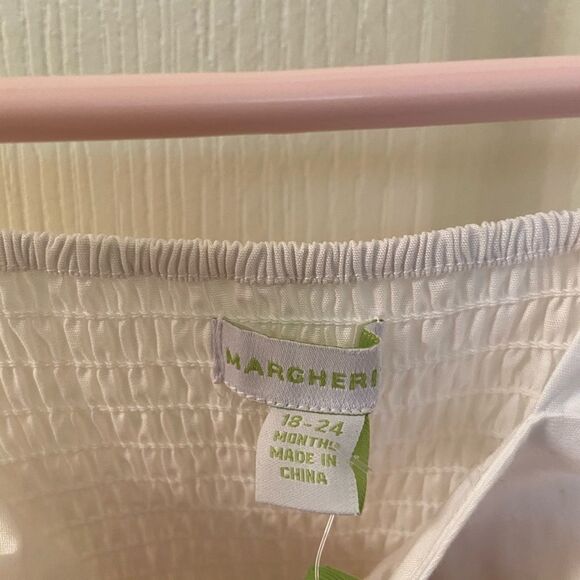 MARGHERI
18-24
MONTHS
MADE IN
CHINA